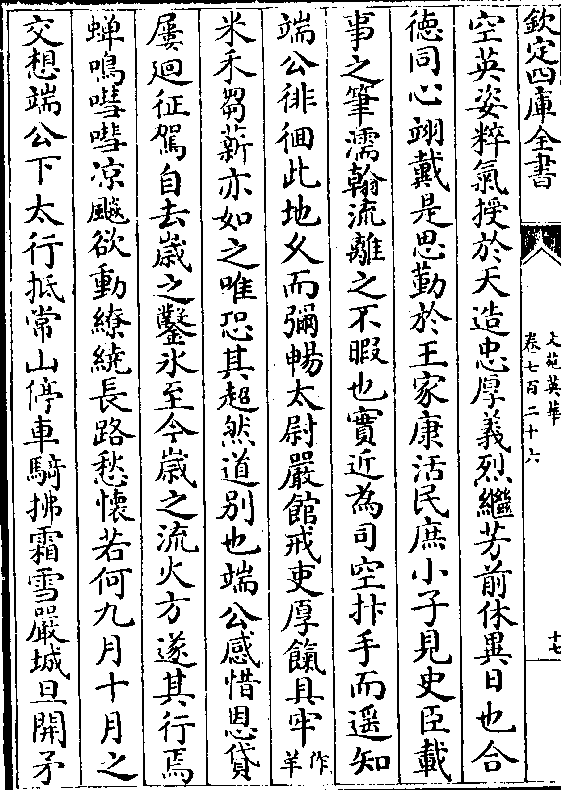 欽定四庫全書
文苑英華
卷七百二十六
十七
空英姿粹氣授於天造忠厚義烈繼芳前休異日也合
徳同心翊戴是思勤於王家康活民庶小子見史臣載
事之筆濡翰流離之不暇也實近為司空抃手而遥知
端公徘徊此地久而彌暢太尉嚴館戒吏厚餼具牢作羊
米禾芻薪亦如之唯恐其超然道别也端公感惜恩貸
屢迴征駕自去歳之鑿氷至今歳之流火方遂其行焉
蟬鳴嘒嘒凉飈欲動繚繞長路愁懷若何九月十月之
交想端公下太行抵常山停車騎拂霜雪嚴城旦開矛